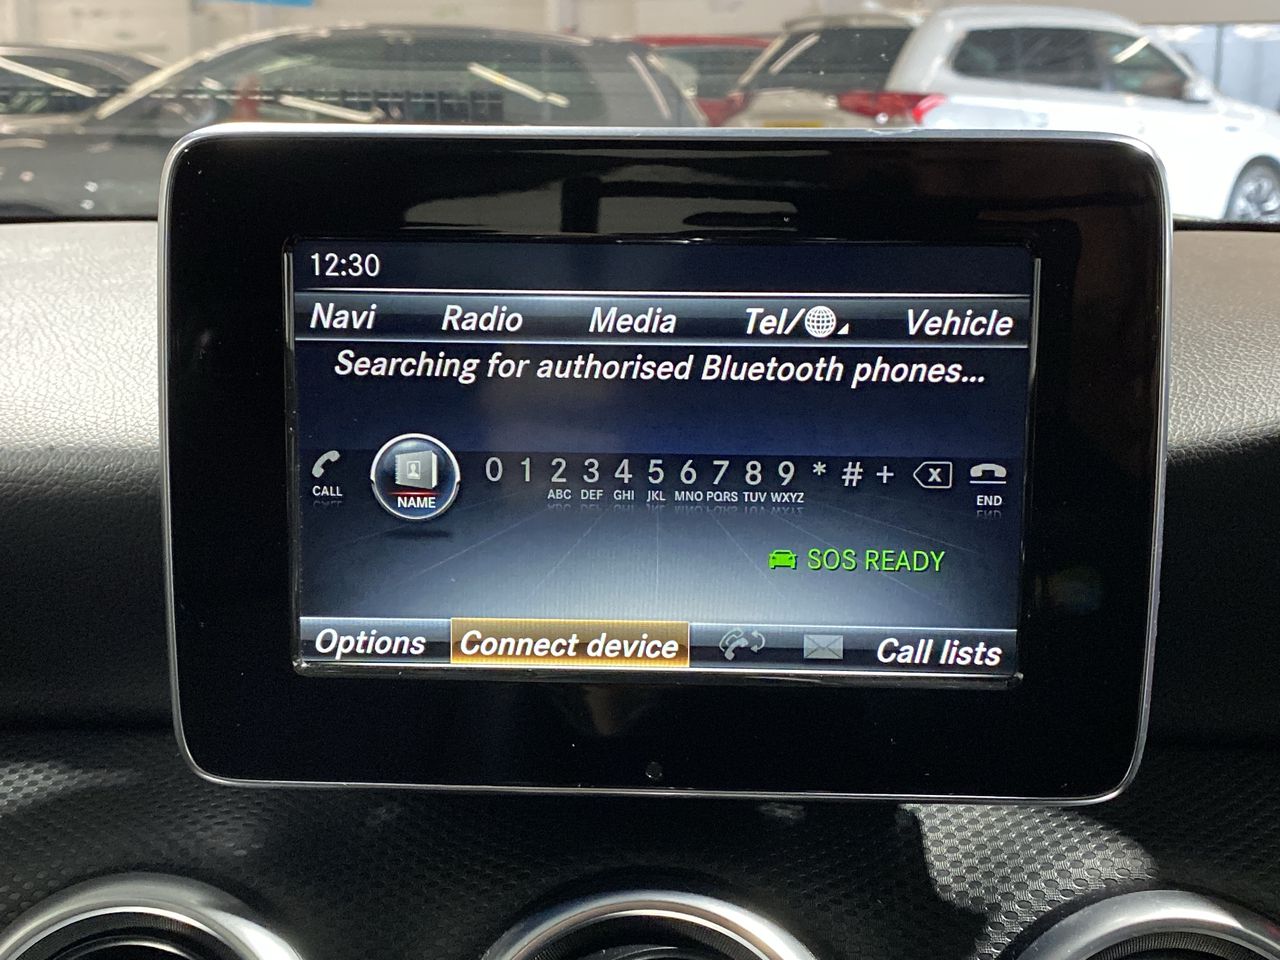 12:30
Navi Radio Media Tel/ Vehicle
Searching for authorised Bluetooth phones...
CALL NAME 0 1 2 ABC 3 DEF 4 GHI 5 JKL 6 MNO 7 PQRS 8 TUV 9 WXYZ * # + X END
SOS READY
Options Connect device Call lists